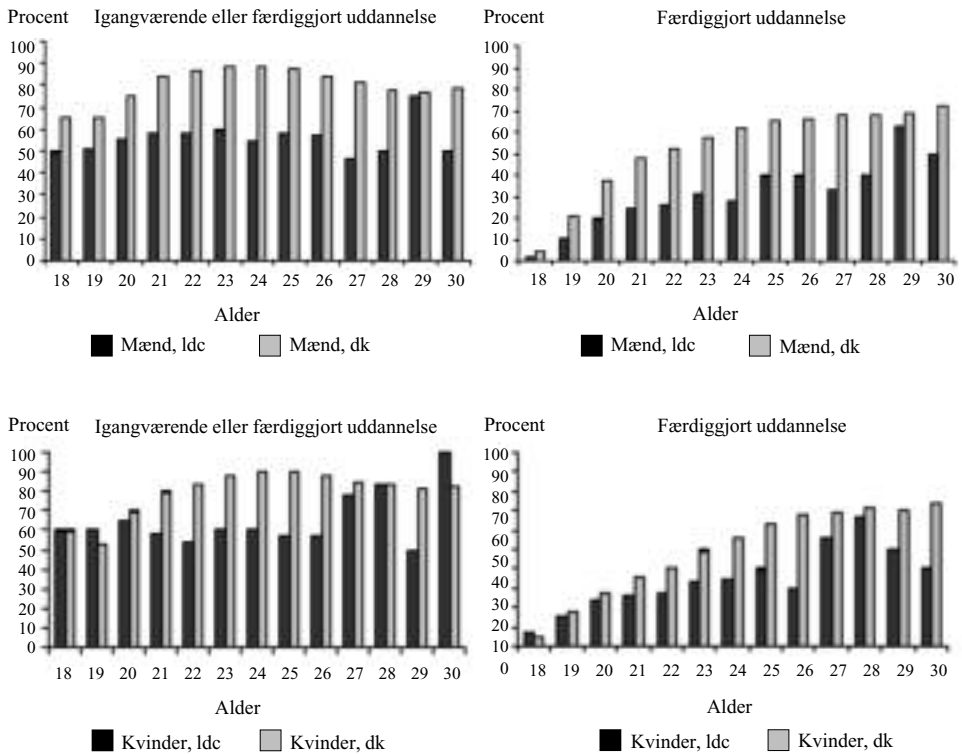 Procent Igangværende eller færdiggjort uddannelse
100
90
80
70
60
50
40
30
20
10
0
18 19 20 21 22 23 24 25 26 27 28 29 30
Alder
Mænd, ldc Mænd, dk
Procent Færdiggjort uddannelse
100
90
80
70
60
50
40
30
20
10
0
18 19 20 21 22 23 24 25 26 27 28 29 30
Alder
Mænd, ldc Mænd, dk
Procent Igangværende eller færdiggjort uddannelse
100
90
80
70
60
50
40
30
20
10
0
18 19 20 21 22 23 24 25 26 27 28 29 30
Alder
Kvinder, ldc Kvinder, dk
Procent Færdiggjort uddannelse
100
90
80
70
60
50
40
30
20
10
0
18 19 20 21 22 23 24 25 26 27 28 29 30
Alder
Kvinder, ldc Kvinder, dk